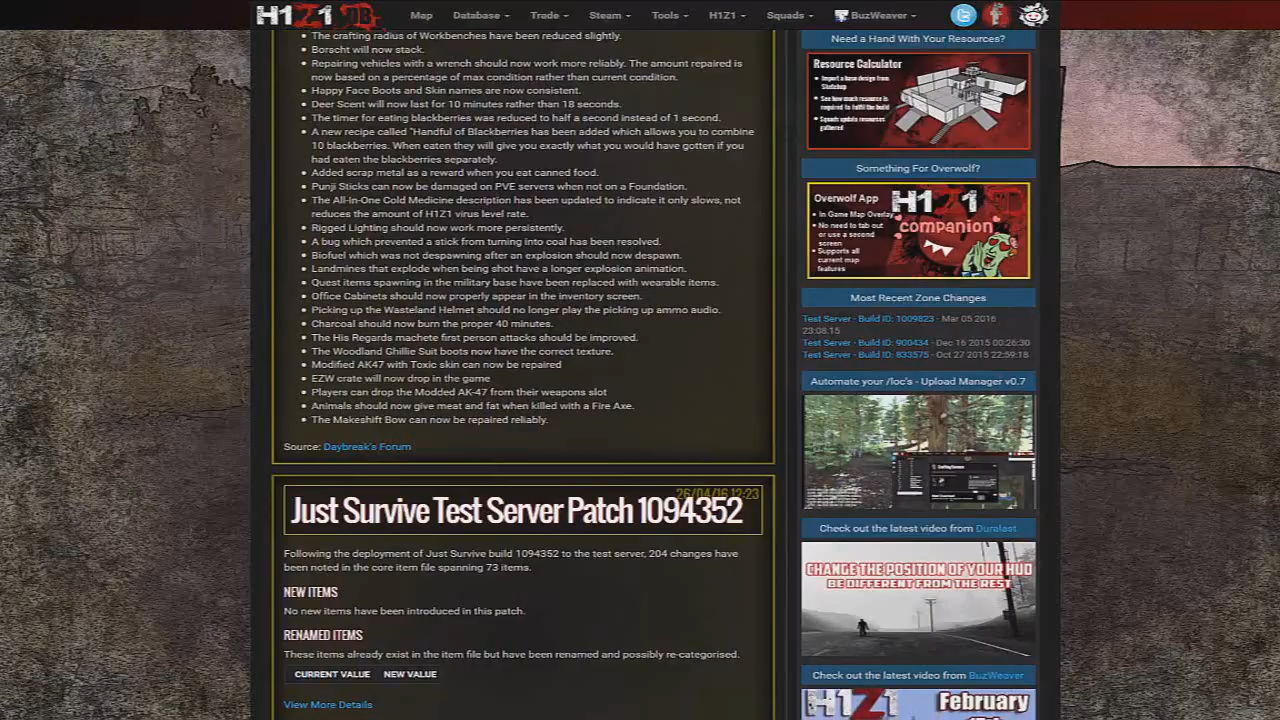 H1Z1 DB
Map
Database
Trade
Steam
Tools
H1Z1
Squads
BuzWeaver
The crafting radius of Workbenches have been reduced slightly.
Borscht will now stack.
Repairing vehicles with a wrench should now work more reliably. The amount repaired is
now based on a percentage of max condition rather than current condition.
Happy Face Boots and Skin names are now consistent.
Deer Scent will now last for 10 minutes rather than 18 seconds.
The timer for eating blackberries was reduced to half a second instead of 1 second.
A new recipe called "Handful of Blackberries has been added which allows you to combine
10 blackberries. When eaten they will give you exactly what you would have gotten if you
had eaten the blackberries separately.
Added scrap metal as a reward when you eat canned food.
Punji Sticks can now be damaged on PVE servers when not on a Foundation.
The All-In-One Cold Medicine description has been updated to indicate it only slows, not
reduces the amount of H1Z1 virus level rate.
Rigged Lighting should now work more persistently.
A bug which prevented a stick from turning into coal has been resolved.
Biofuel which was not despawning after an explosion should now despawn.
Landmines that explode when being shot have a longer explosion animation.
Quest items spawning in the military base have been replaced with wearable items.
Office Cabinets should now properly appear in the inventory screen.
Picking up the Wasteland Helmet should no longer play the picking up ammo audio.
Charcoal should now burn the proper 40 minutes.
The His Regards machete first person attacks should be improved.
The Woodland Ghillie Suit boots now have the correct texture.
Modified AK47 with Toxic skin can now be repaired
EZW crate will now drop in the game
Players can drop the Modded AK-47 from their weapons slot
Animals should now give meat and fat when killed with a Fire Axe.
The Makeshift Bow can now be repaired reliably.
Source: Daybreak's Forum
26/04/16 12:23
Just Survive Test Server Patch 1094352
Following the deployment of Just Survive build 1094352 to the test server, 204 changes have
been noted in the core item file spanning 73 items.
NEW ITEMS
No new items have been introduced in this patch.
RENAMED ITEMS
These items already exist in the item file but have been renamed and possibly re-categorised.
CURRENT VALUE
NEW VALUE
View More Details
Need a Hand With Your Resources?
Resource Calculator
Import a base design from
Sketchup
See how much resource is
required to fulfil the build
Squads update resources
gathered
Something For Overwolf?
Overwolf App
In Game Map Overlay
No need to tab out
or use a second
screen
Supports all
current map
features
H1Z1
companion
Most Recent Zone Changes
Test Server - Build ID: 1009823 - Mar 05 2016
23:08:15
Test Server - Build ID: 900434 - Dec 16 2015 00:26:30
Test Server - Build ID: 833575 - Oct 27 2015 22:59:18
Automate your /loc's - Upload Manager v0.7
Check out the latest video from Duralast
CHANGE THE POSITION OF YOUR HUD
BE DIFFERENT FROM THE REST
Check out the latest video from BuzWeaver
H1Z1
February